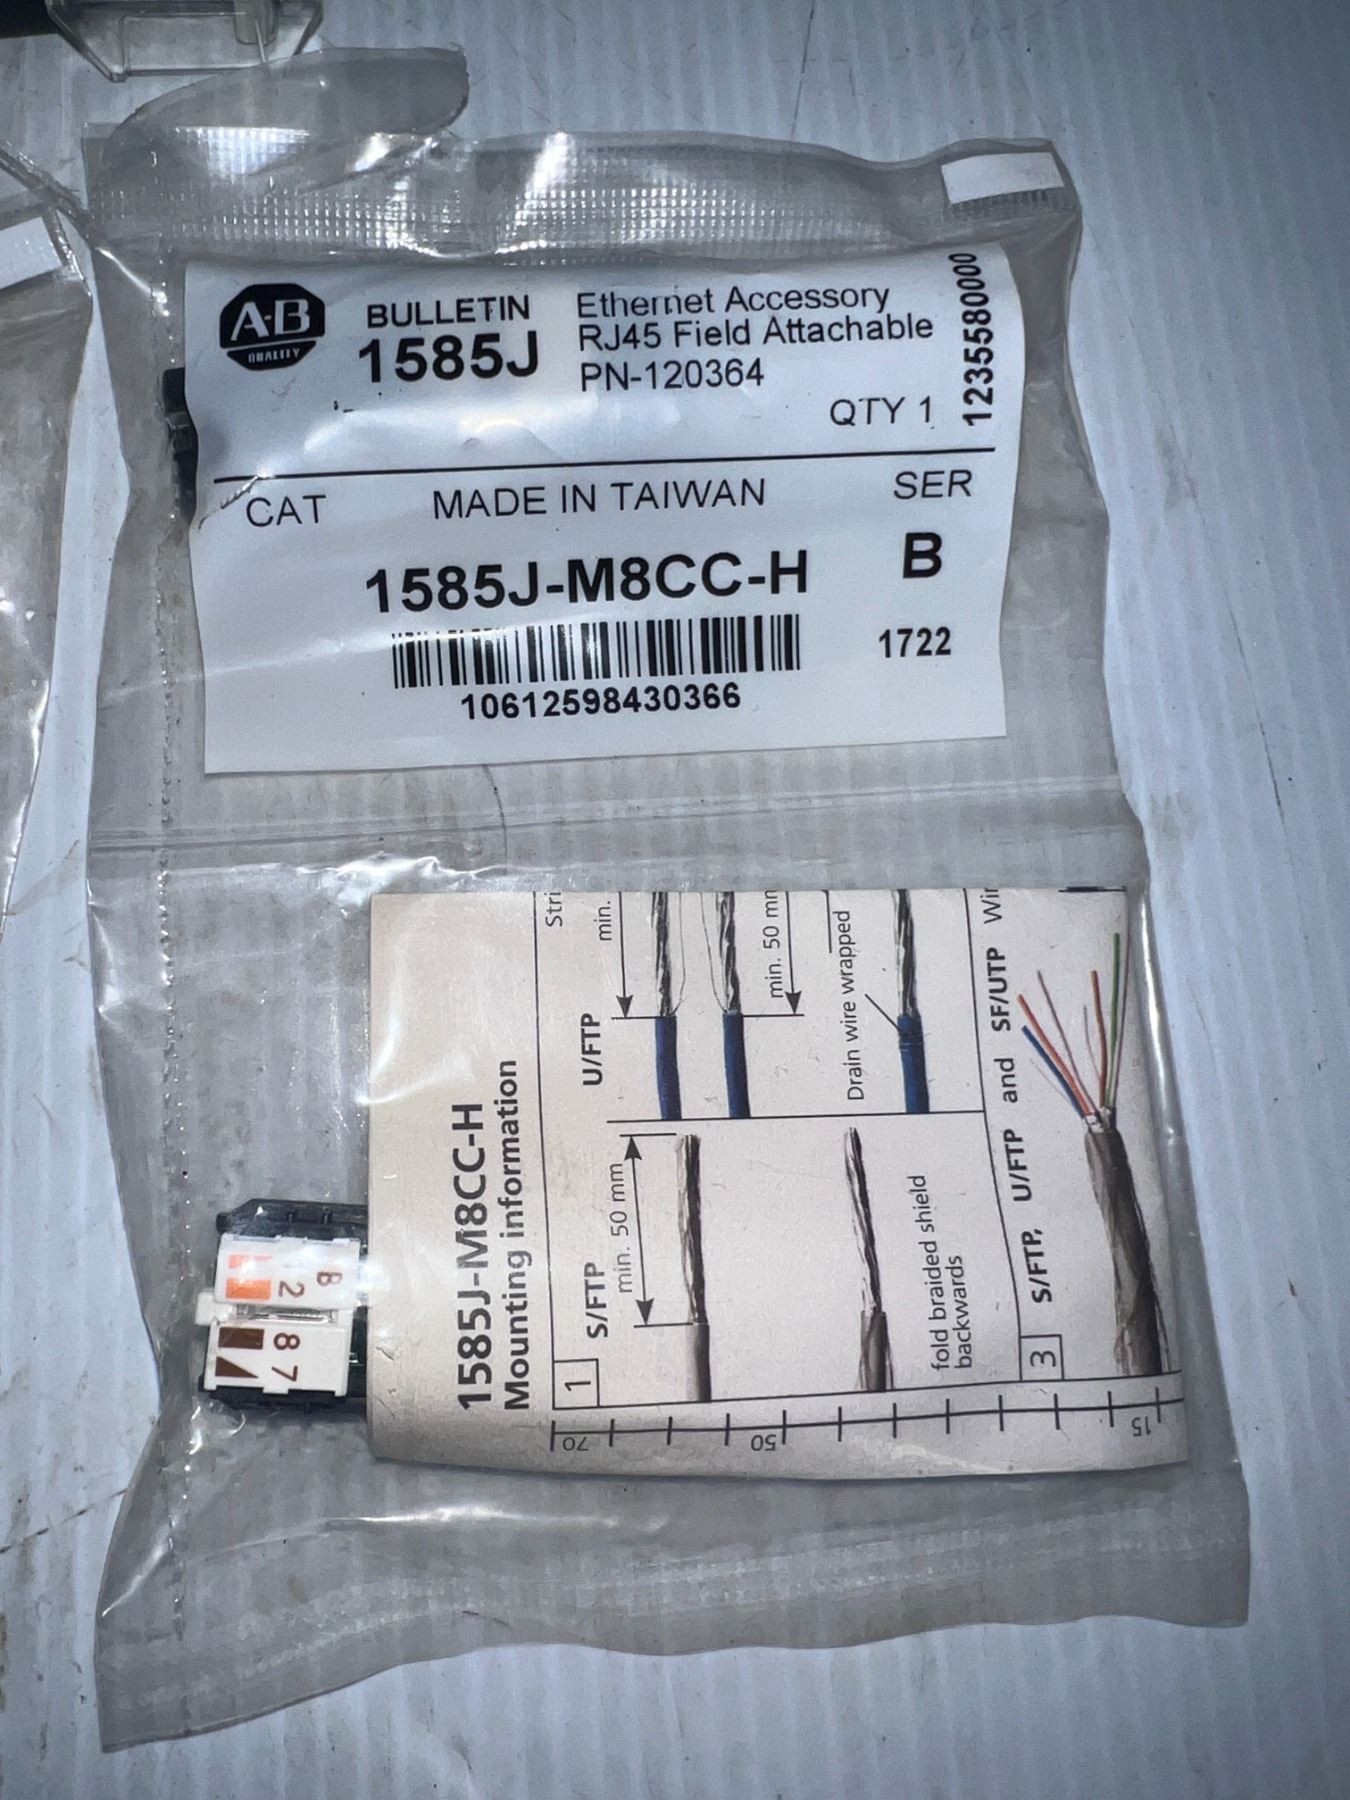 A·B
QUALITY
BULLETIN
1585J
Ethernet Accessory
RJ45 Field Attachable
PN-120364
QTY 1
1235580000
CAT
MADE IN TAIWAN
SER
1585J-M8CC-H
B
1722
10612598430366
1585J-M8CC-H
Mounting information
1
S/FTP
min. 50 mm
U/FTP
min.
min. 50 mm
Drain wire wrapped
fold braided shield
backwards
3
S/FTP, U/FTP and SF/UTP
70
50
15
B
2
8
7